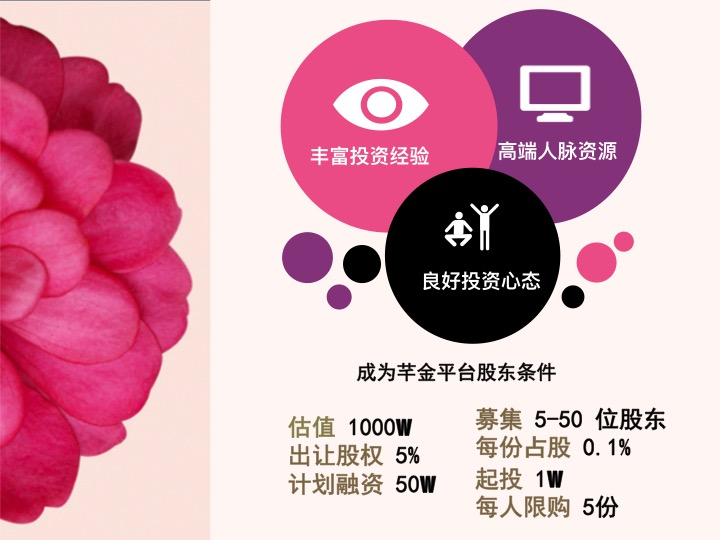 丰富投资经验
高端人脉资源
良好投资心态
成为芊金平台股东条件
估值 1000W
出让股权 5%
计划融资 50W
募集 5-50 位股东
每份占股 0.1%
起投 1W
每人限购 5份